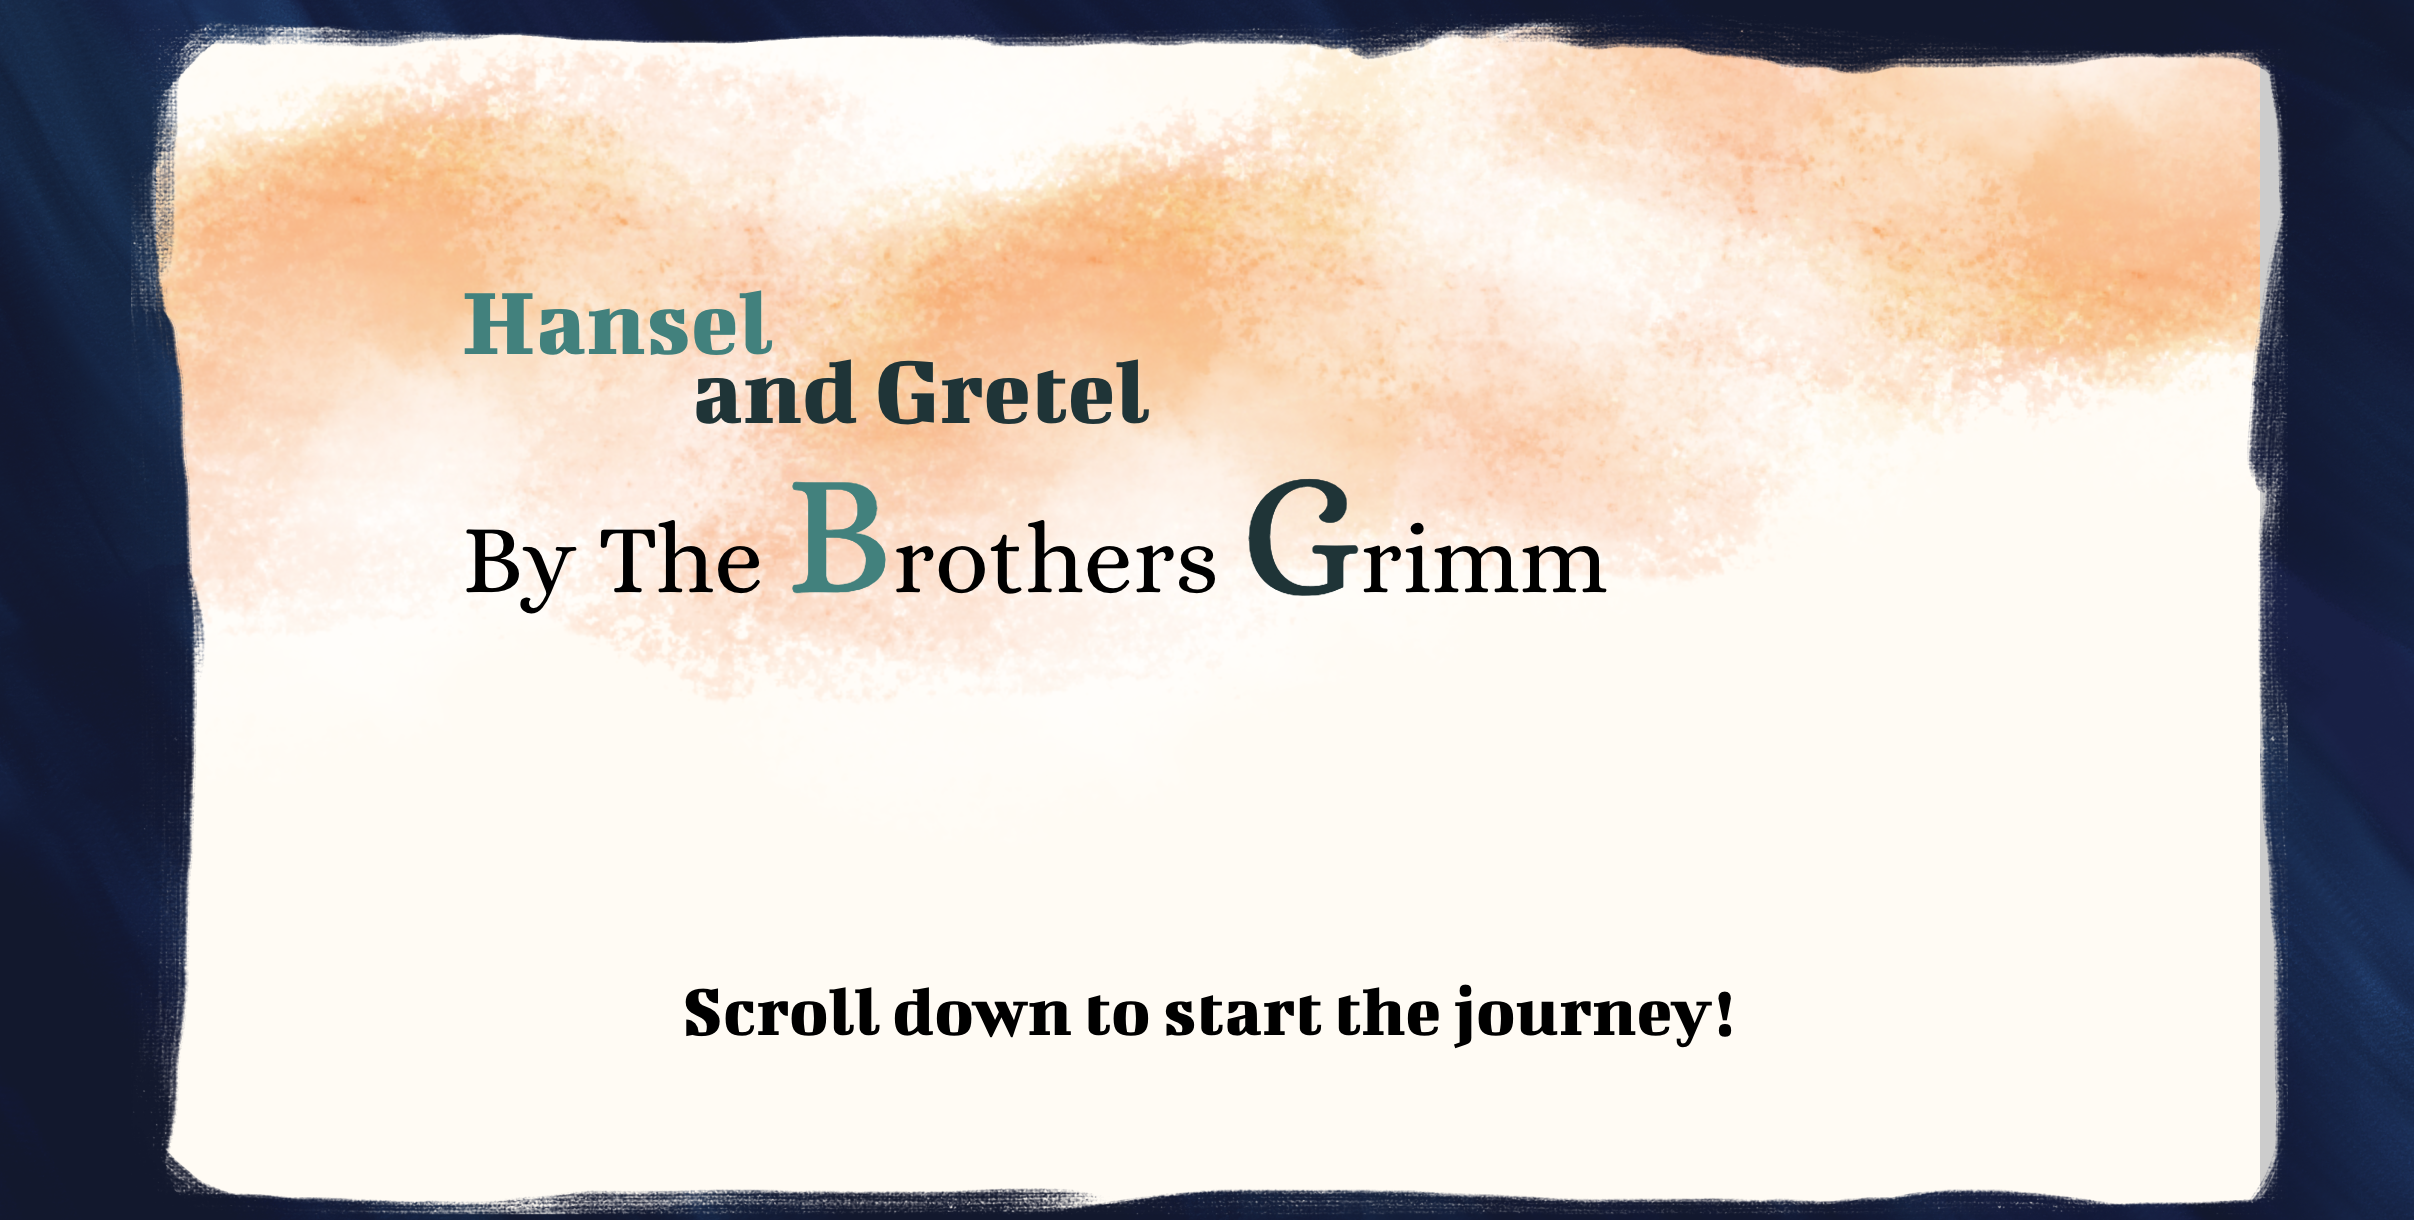 Hansel
and Gretel
By The Brothers Grimm
Scroll down to start the journey!